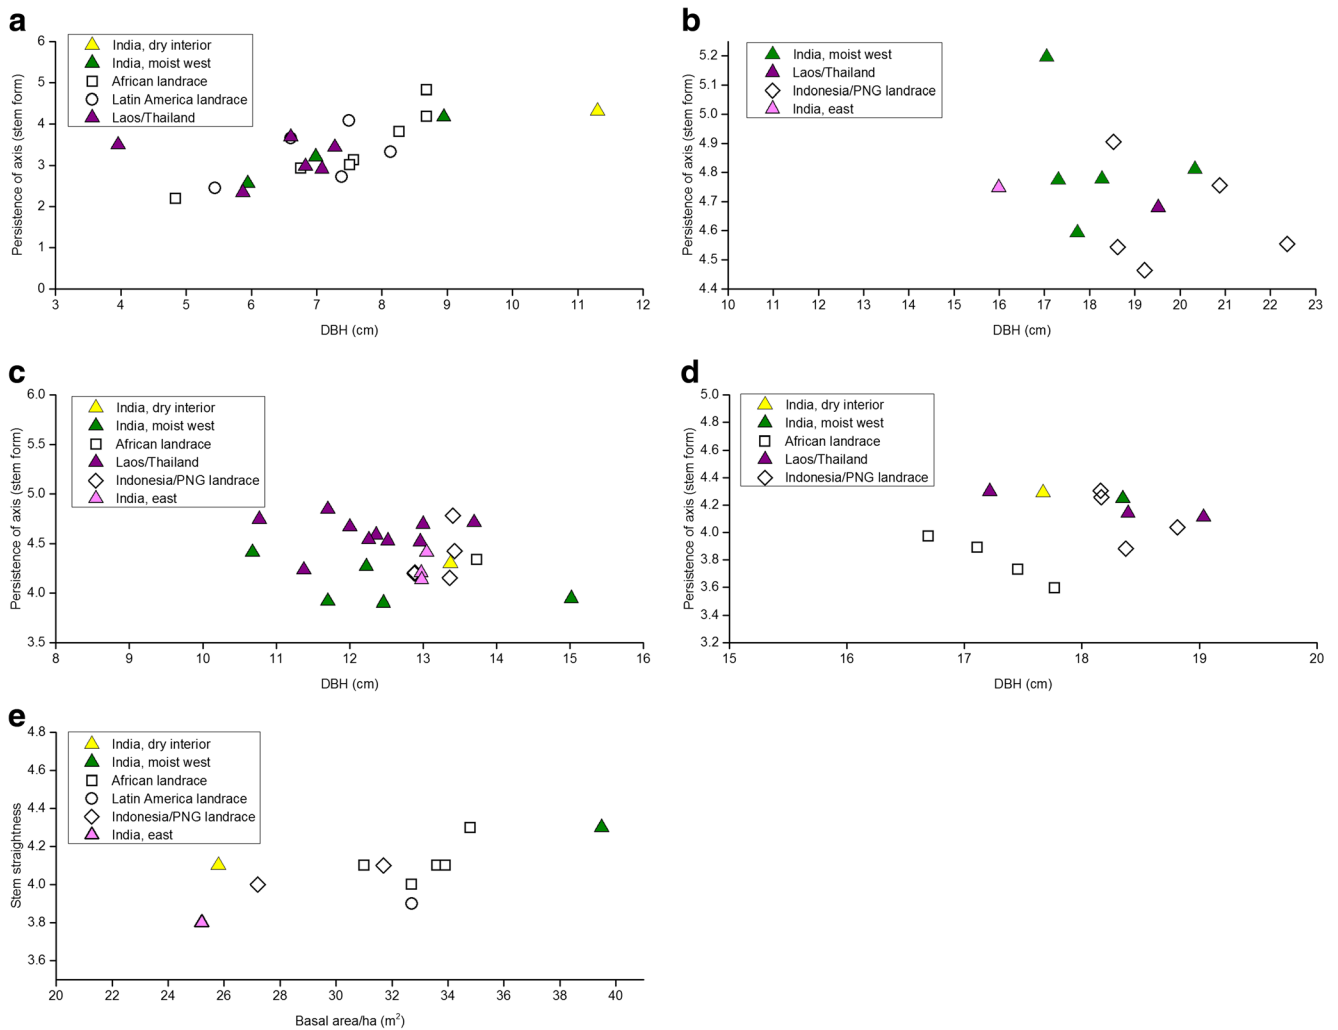 a
6
5
4
3
2
1
0
Persistence of axis (stem form)
India, dry interior
India, moist west
African landrace
Latin America landrace
Laos/Thailand
3 4 5 6 7 8 9 10 11 12
DBH (cm)
b
5.2
5.1
5.0
4.9
4.8
4.7
4.6
4.5
4.4
Persistence of axis (stem form)
India, moist west
Laos/Thailand
Indonesia/PNG landrace
India, east
10 11 12 13 14 15 16 17 18 19 20 21 22 23
DBH (cm)
c
6.0
5.5
5.0
4.5
4.0
3.5
Persistence of axis (stem form)
India, dry interior
India, moist west
African landrace
Laos/Thailand
Indonesia/PNG landrace
India, east
8 9 10 11 12 13 14 15 16
DBH (cm)
d
5.0
4.8
4.6
4.4
4.2
4.0
3.8
3.6
3.4
3.2
Persistence of axis (stem form)
India, dry interior
India, moist west
African landrace
Laos/Thailand
Indonesia/PNG landrace
15 16 17 18 19 20
DBH (cm)
e
4.8
4.6
4.4
4.2
4.0
3.8
3.6
Stem straightness
India, dry interior
India, moist west
African landrace
Latin America landrace
Indonesia/PNG landrace
India, east
20 22 24 26 28 30 32 34 36 38 40
Basal area/ha (m²)